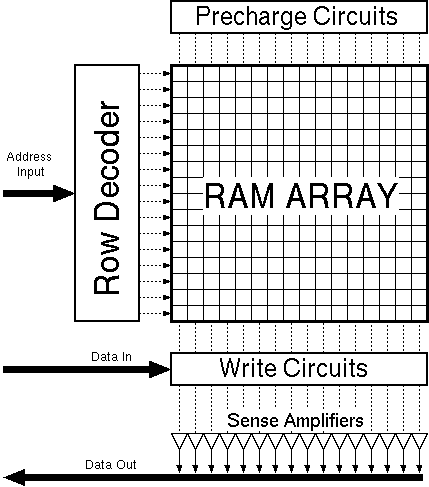 Precharge Circuits
Address
Input
Row Decoder
RAM ARRAY
Data In
Write Circuits
Sense Amplifiers
Data Out